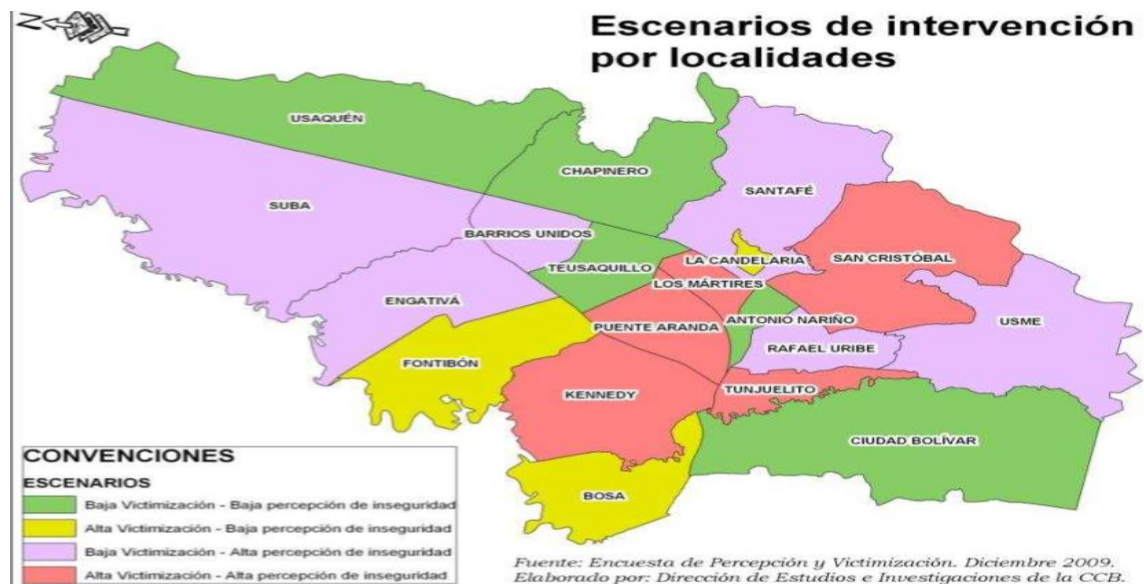 Escenarios de intervención
por localidades
N
USAQUÉN
CHAPINERO
SANTAFÉ
SUBA
BARRIOS UNIDOS
TEUSAQUILLO
LA CANDELARIA
SAN CRISTÓBAL
LOS MÁRTIRES
ENGATIVÁ
PUENTE ARANDA
ANTONIO NARIÑO
USME
RAFAEL URIBE
FONTIBÓN
KENNEDY
TUNJUELITO
CIUDAD BOLÍVAR
BOSA
CONVENCIONES
ESCENARIOS
Baja Victimización - Baja percepción de inseguridad
Alta Victimización - Baja percepción de inseguridad
Baja Victimización - Alta percepción de inseguridad
Alta Victimización - Alta percepción de inseguridad
Fuente: Encuesta de Percepción y Victimización. Diciembre 2009.
Elaborado por: Dirección de Estudios e Investigaciones de la CCB.